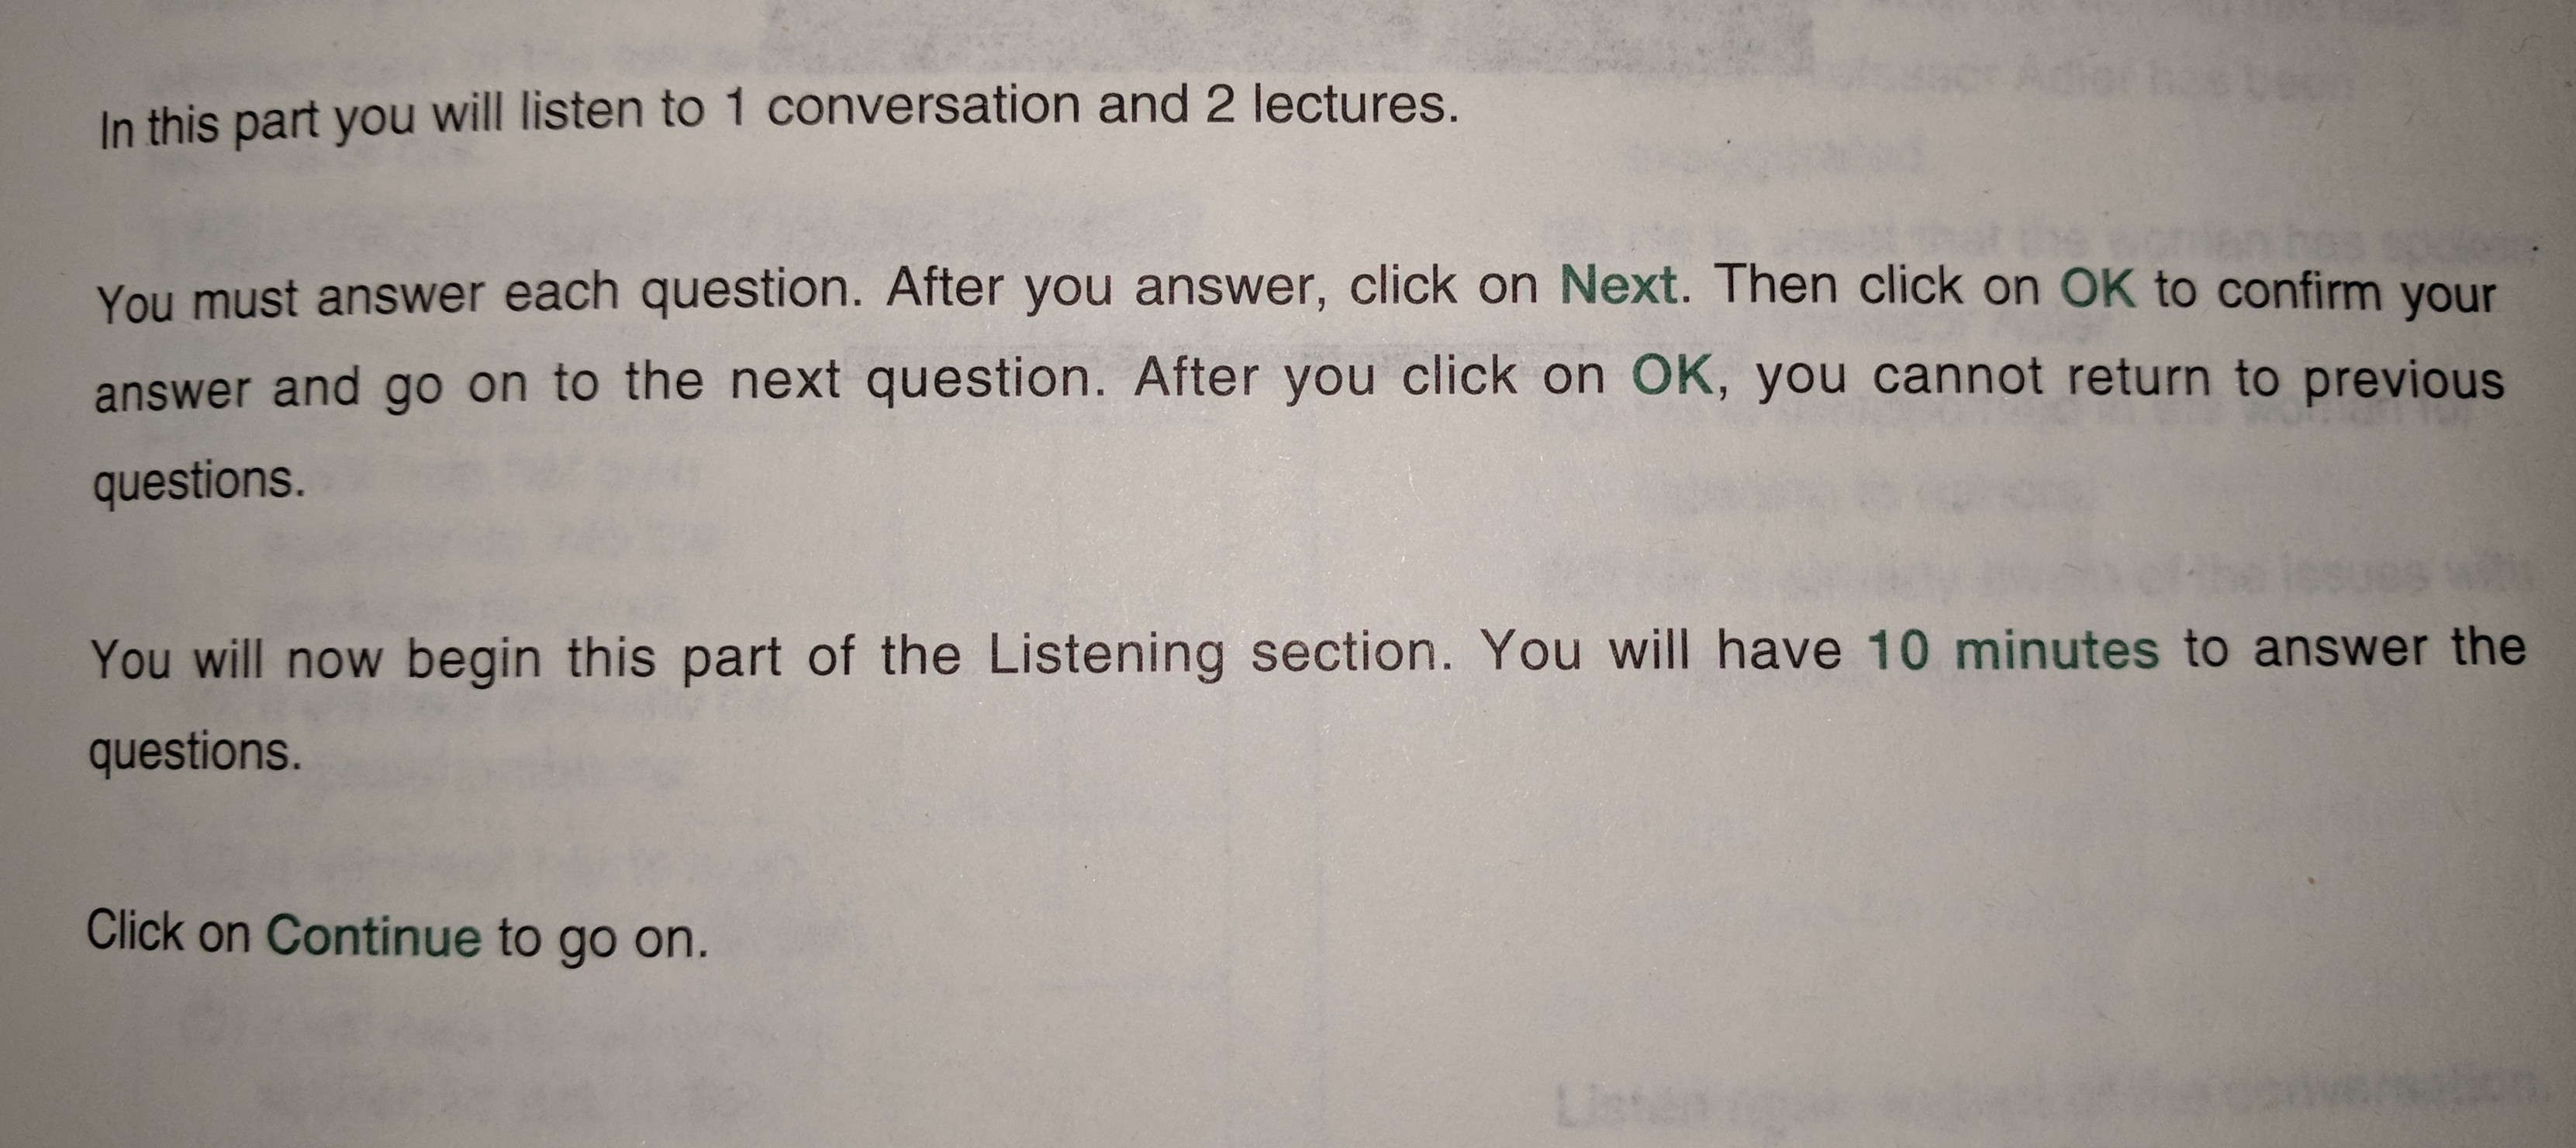 In this part you will listen to 1 conversation and 2 lectures.
You must answer each question. After you answer, click on Next. Then click on OK to confirm your
answer and go on to the next question. After you click on OK, you cannot return to previous
questions.
You will now begin this part of the Listening section. You will have 10 minutes to answer the
questions.
Click on Continue to go on.